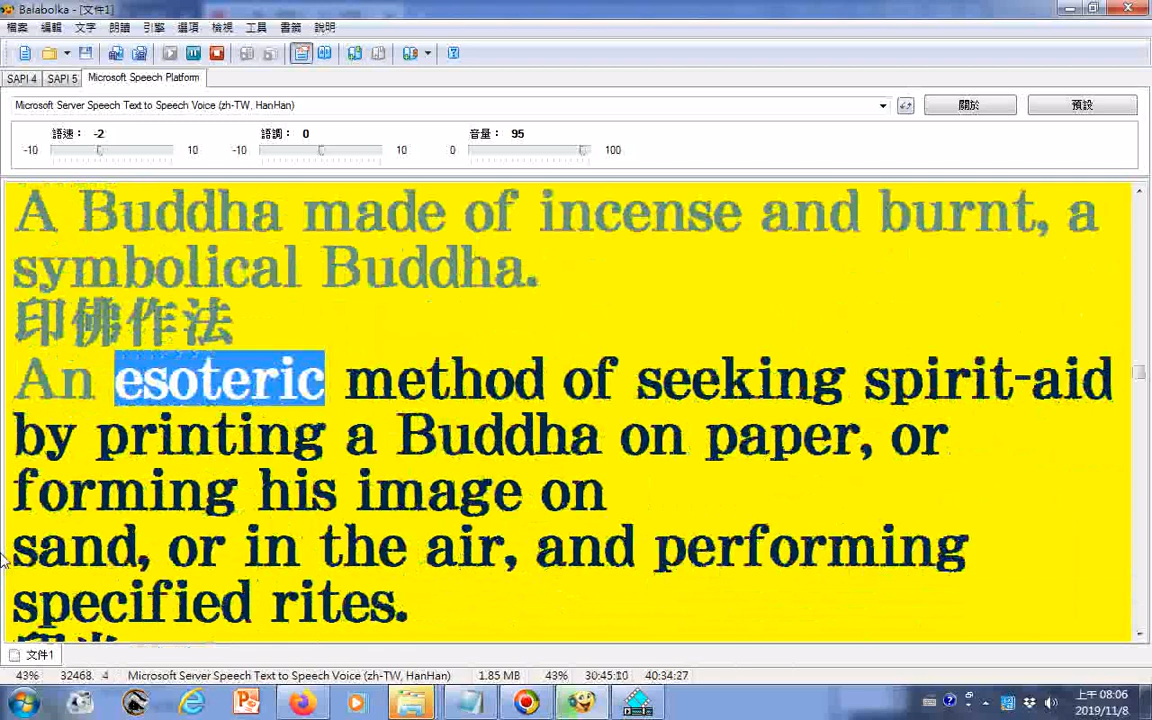 Balabolka - [文件1]
檔案 編輯 文字 朗讀 引擎 選項 檢視 工具 書籤 說明
SAPI 4 SAPI 5 Microsoft Speech Platform
Microsoft Server Speech Text to Speech Voice (zh-TW, HanHan) 關於 預設
語速： -2 語調： 0 音量： 95
-10 10 -10 10 0 100
A Buddha made of incense and burnt, a
symbolical Buddha.
印佛作法
An esoteric method of seeking spirit-aid
by printing a Buddha on paper, or
forming his image on
sand, or in the air, and performing
specified rites.
文件1
43% 32468. 4 Microsoft Server Speech Text to Speech Voice (zh-TW, HanHan) 1.85 MB 43% 30:45:10 40:34:27
上午 08:06
2019/11/8